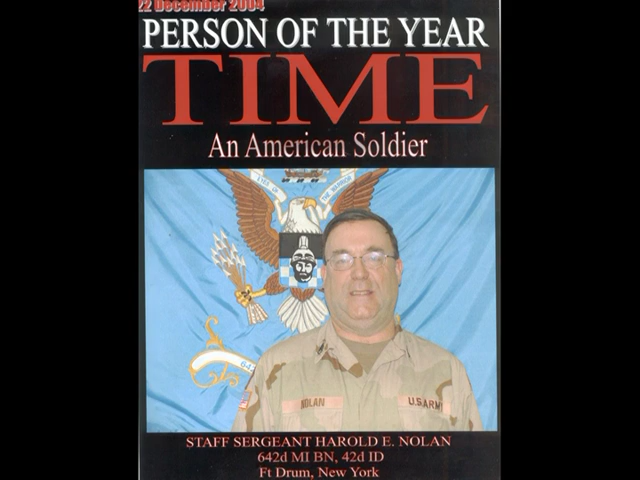 22 December 2004
PERSON OF THE YEAR
TIME
An American Soldier
NOLAN
U.S.ARMY
STAFF SERGEANT HAROLD E. NOLAN
642d MI BN, 42d ID
Ft Drum, New York